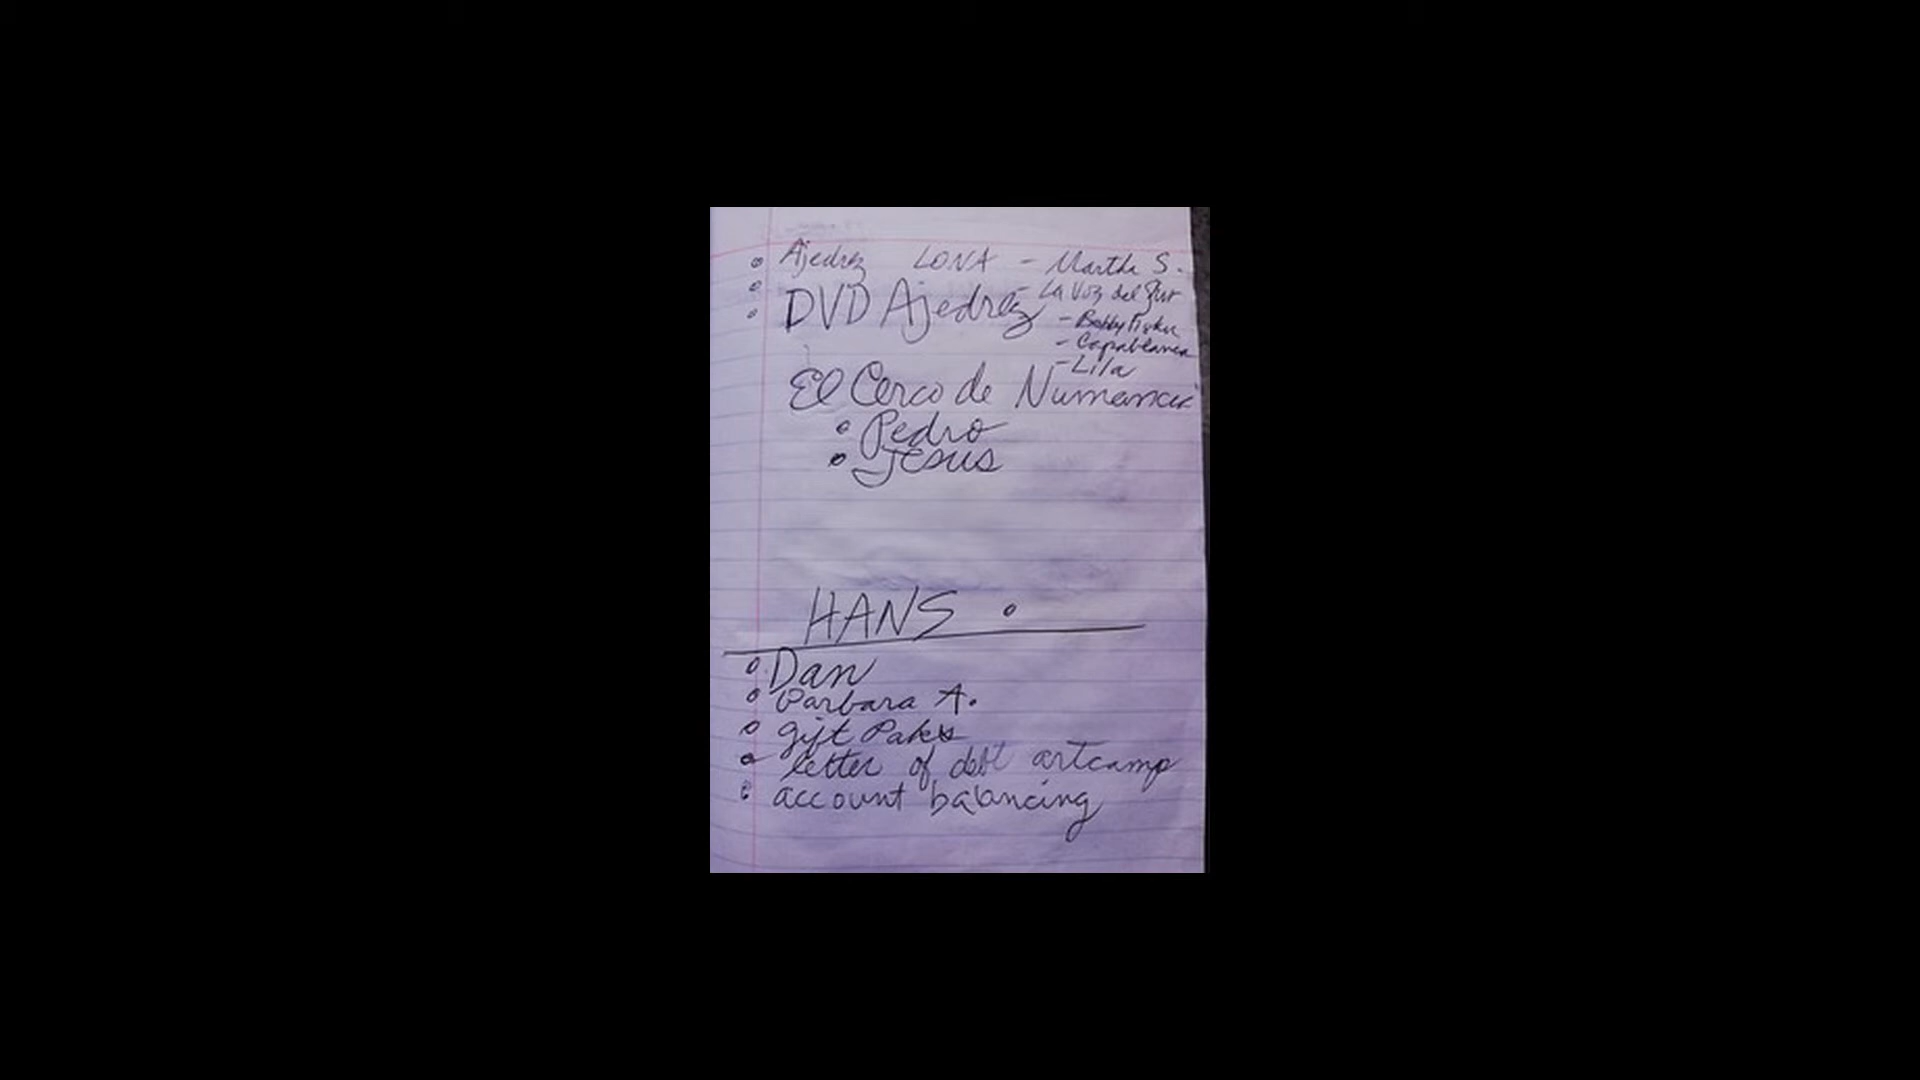 Ajedrez LONA - Martha S.
DVD Ajedrez - La Voz del Sur
- Bobby Fisher
- Capablanca
- Lila
El Cerco de Numancia
Pedro
Jesus
HANS
Dan
Barbara A.
gift Paks
letter of debt artcamp
account balancing